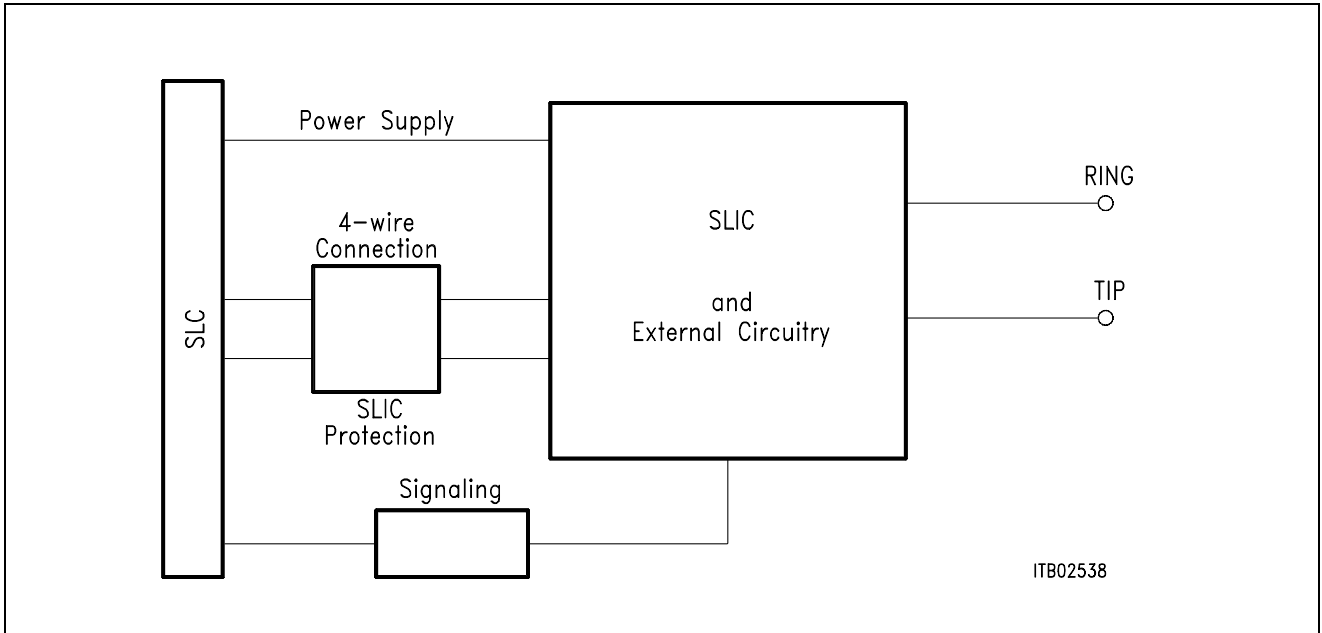 Power Supply
4-wire
Connection
SLC
SLIC
Protection
Signaling
SLIC
and
External Circuitry
RING
TIP
ITB02538